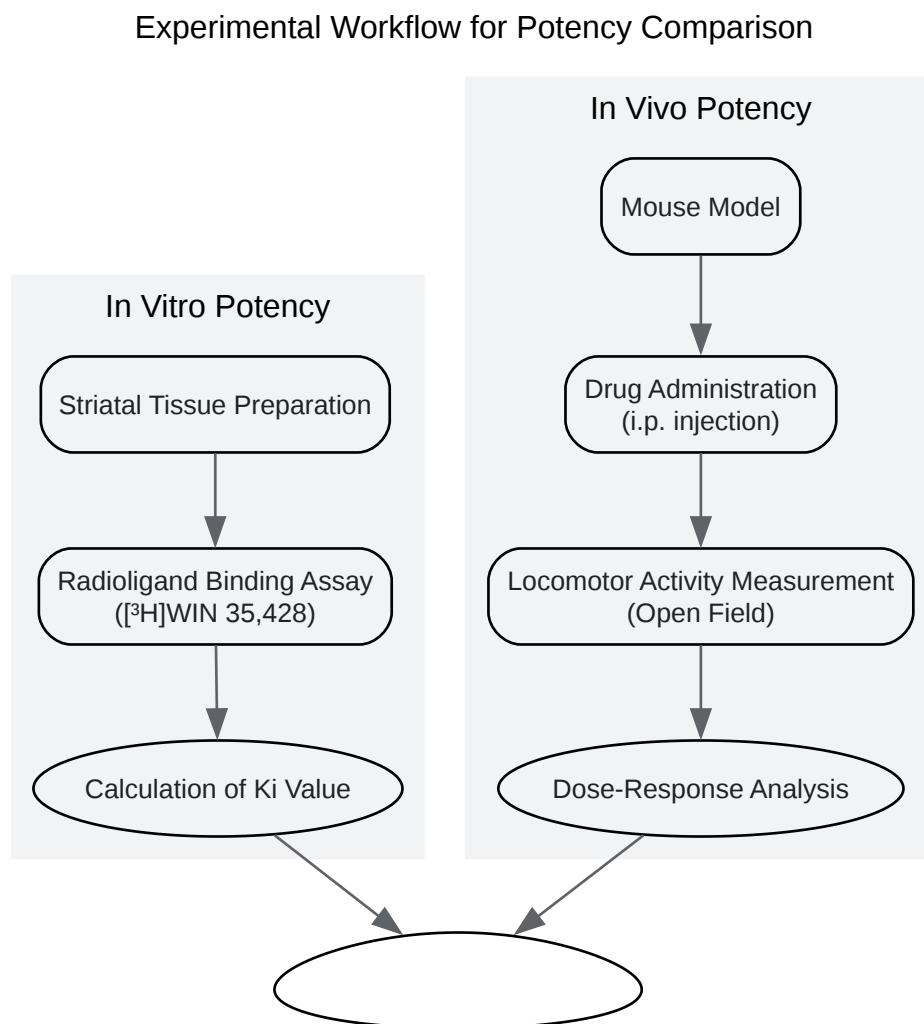 Experimental Workflow for Potency Comparison
In Vitro Potency
Striatal Tissue Preparation
Radioligand Binding Assay
([³H]WIN 35,428)
Calculation of Ki Value
In Vivo Potency
Mouse Model
Drug Administration
(i.p. injection)
Locomotor Activity Measurement
(Open Field)
Dose-Response Analysis